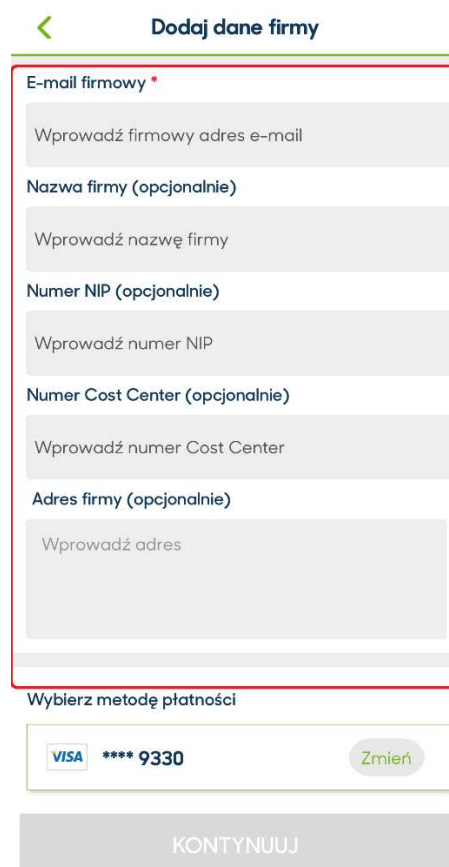 Dodaj dane firmy
E-mail firmowy *
Wprowadź firmowy adres e-mail
Nazwa firmy (opcjonalnie)
Wprowadź nazwę firmy
Numer NIP (opcjonalnie)
Wprowadź numer NIP
Numer Cost Center (opcjonalnie)
Wprowadź numer Cost Center
Adres firmy (opcjonalnie)
Wprowadź adres
Wybierz metodę płatności
VISA **** 9330 Zmień
KONTYNUUJ